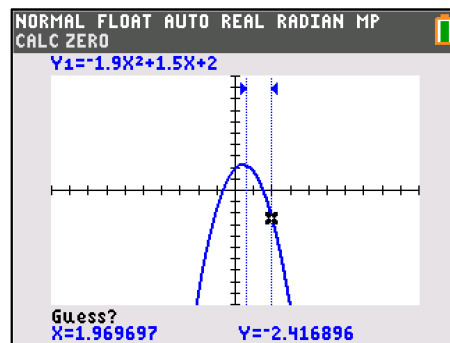 NORMAL FLOAT AUTO REAL RADIAN MP
CALC ZERO
Y₁=⁻1.9X²+1.5X+2
Guess?
X=1.969697 Y=⁻2.416896